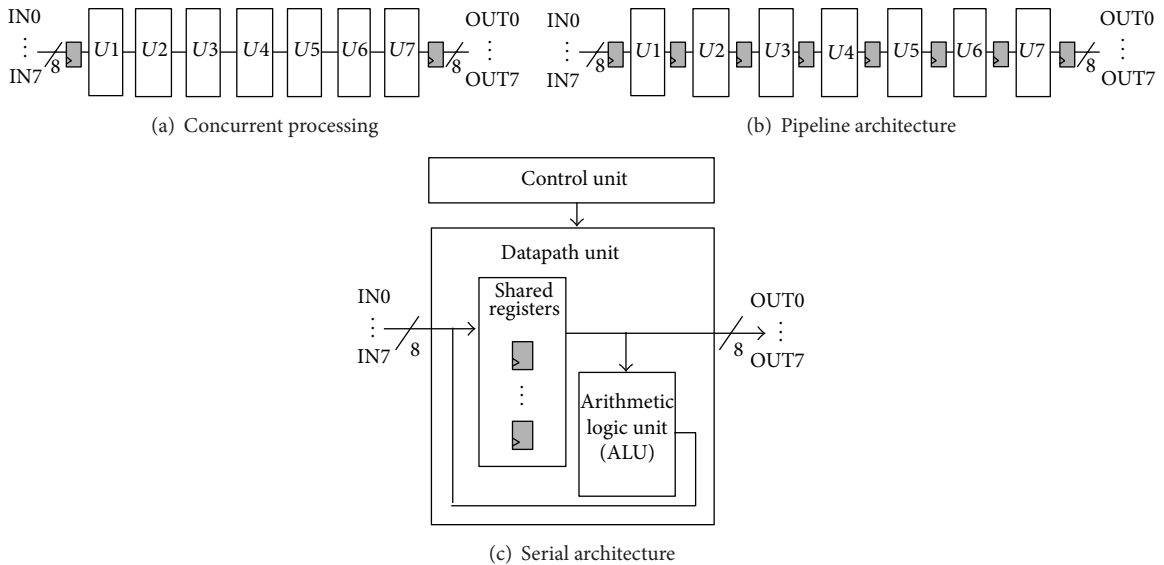 IN0
⋮
IN7
8
U1 U2 U3 U4 U5 U6 U7
8
OUT0
⋮
OUT7
(a) Concurrent processing
IN0
⋮
IN7
8
U1 U2 U3 U4 U5 U6 U7
8
OUT0
⋮
OUT7
(b) Pipeline architecture
Control unit
Datapath unit
IN0
⋮
IN7
8
Shared
registers
⋮
Arithmetic
logic unit
(ALU)
8
OUT0
⋮
OUT7
(c) Serial architecture